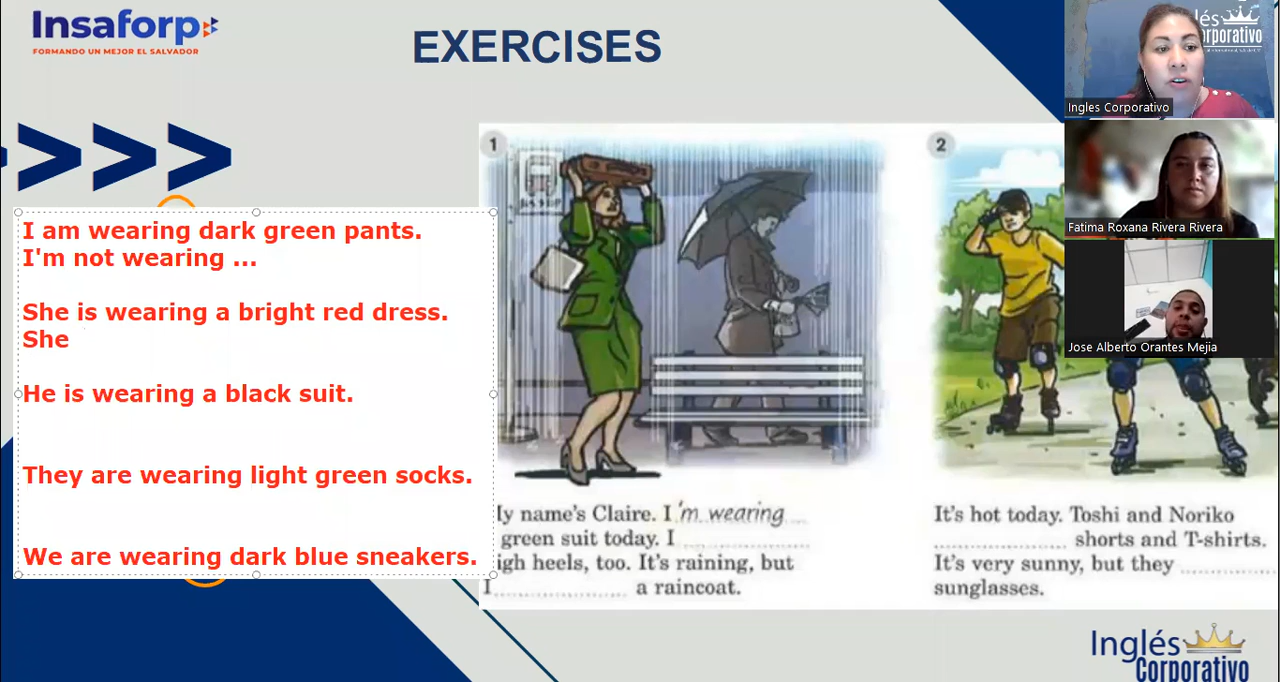 Insaforp
FORMANDO UN MEJOR EL SALVADOR
EXERCISES
I am wearing dark green pants.
I'm not wearing ...
She is wearing a bright red dress.
She
He is wearing a black suit.
They are wearing light green socks.
We are wearing dark blue sneakers.
1
y name's Claire. I 'm wearing
green suit today. I
igh heels, too. It's raining, but
I a raincoat.
2
It's hot today. Toshi and Noriko
shorts and T-shirts.
It's very sunny, but they
sunglasses.
lés
rporativo
Ingles Corporativo
Fatima Roxana Rivera Rivera
Jose Alberto Orantes Mejia
Inglés
Corporativo